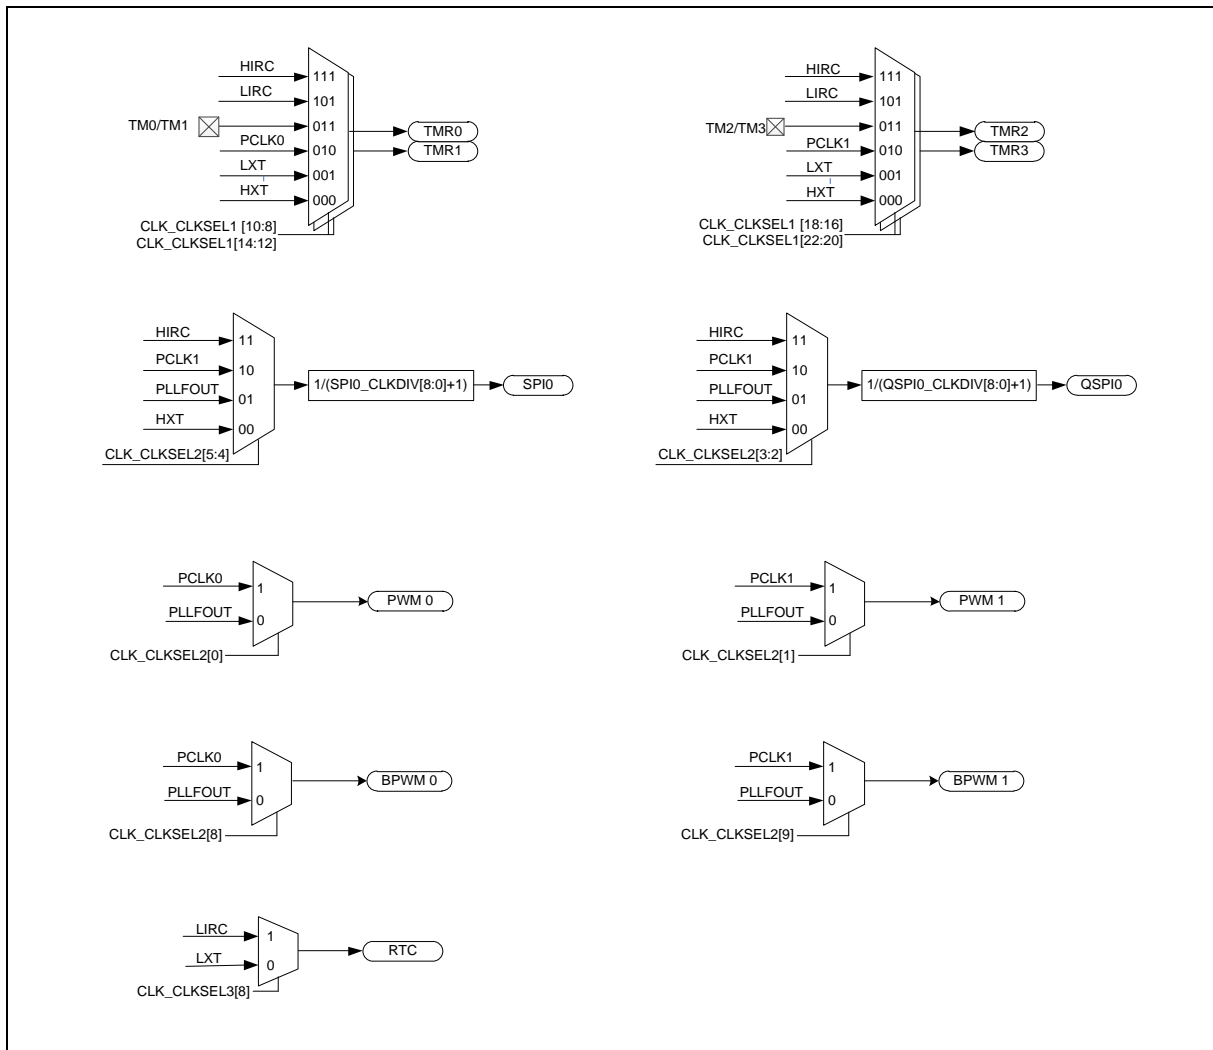 HIRC
111
LIRC
101
TM0/TM1
011
TMR0
PCLK0
010
TMR1
LXT
001
HXT
000
CLK_CLKSEL1 [10:8]
CLK_CLKSEL1[14:12]
HIRC
111
LIRC
101
TM2/TM3
011
TMR2
PCLK1
010
TMR3
LXT
001
HXT
000
CLK_CLKSEL1 [18:16]
CLK_CLKSEL1[22:20]
HIRC
11
PCLK1
10
1/(SPI0_CLKDIV[8:0]+1)
SPI0
PLLFOUT
01
HXT
00
CLK_CLKSEL2[5:4]
HIRC
11
PCLK1
10
1/(QSPI0_CLKDIV[8:0]+1)
QSPI0
PLLFOUT
01
HXT
00
CLK_CLKSEL2[3:2]
PCLK0
1
PWM 0
PLLFOUT
0
CLK_CLKSEL2[0]
PCLK1
1
PWM 1
PLLFOUT
0
CLK_CLKSEL2[1]
PCLK0
1
BPWM 0
PLLFOUT
0
CLK_CLKSEL2[8]
PCLK1
1
BPWM 1
PLLFOUT
0
CLK_CLKSEL2[9]
LIRC
1
RTC
LXT
0
CLK_CLKSEL3[8]